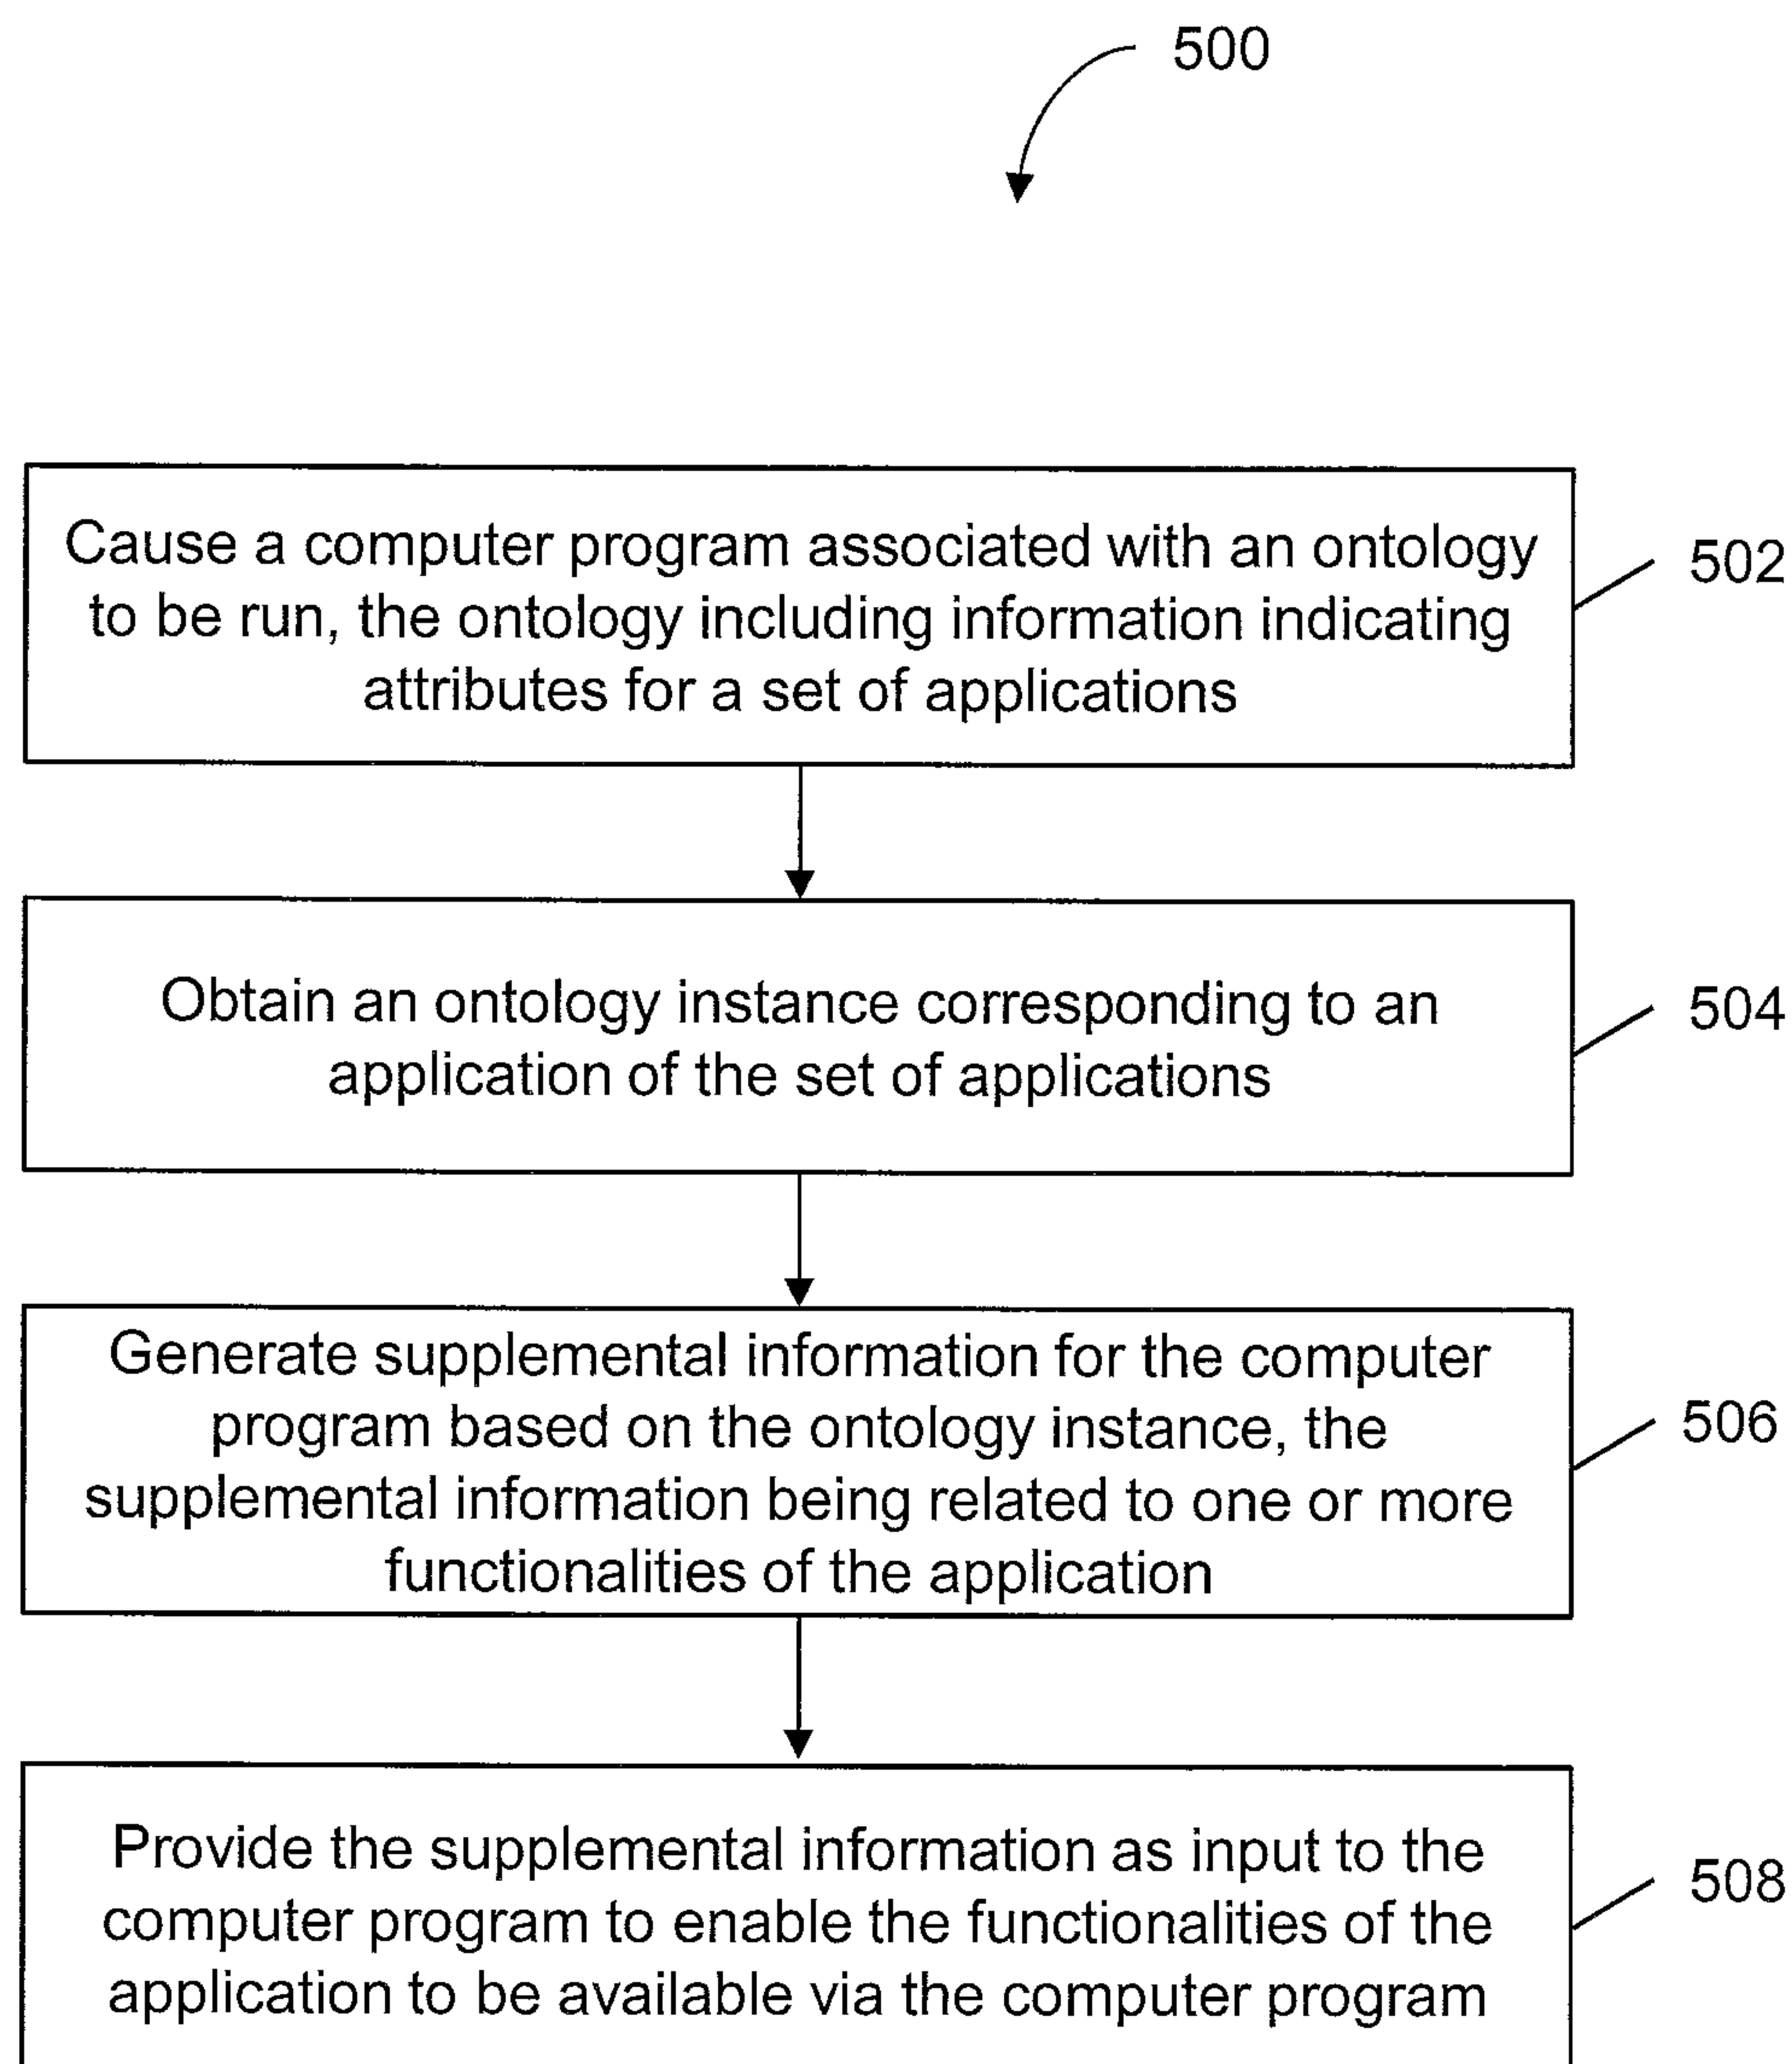 500
Cause a computer program associated with an ontology
to be run, the ontology including information indicating
attributes for a set of applications
502
Obtain an ontology instance corresponding to an
application of the set of applications
504
Generate supplemental information for the computer
program based on the ontology instance, the
supplemental information being related to one or more
functionalities of the application
506
Provide the supplemental information as input to the
computer program to enable the functionalities of the
application to be available via the computer program
508